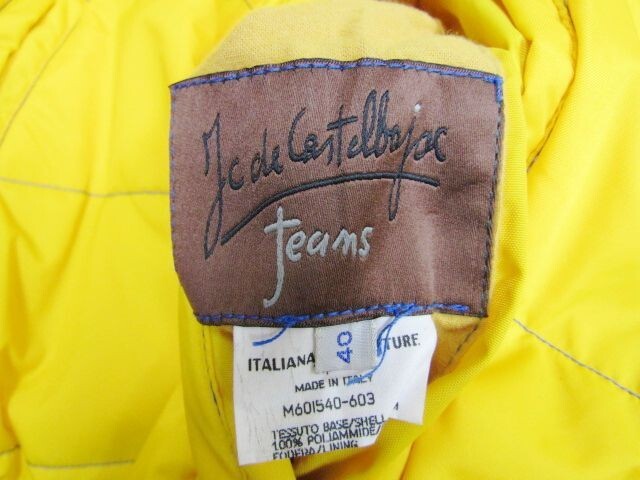 Jc de Castelbajac
Jeans
40
ITALIANA TURE.
MADE IN ITALY
M601540-603
TESSUTO BASE/SHELL
100% POLIAMMIDE/
FODERA/LINING